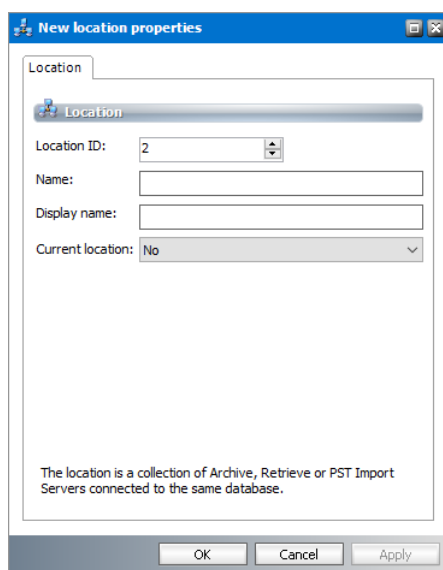 New location properties
Location
Location
Location ID: 2
Name:
Display name:
Current location: No
The location is a collection of Archive, Retrieve or PST Import
Servers connected to the same database.
OK Cancel Apply